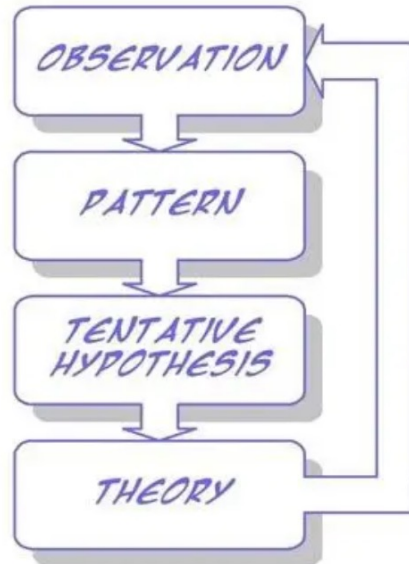 OBSERVATION
PATTERN
TENTATIVE
HYPOTHESIS
THEORY